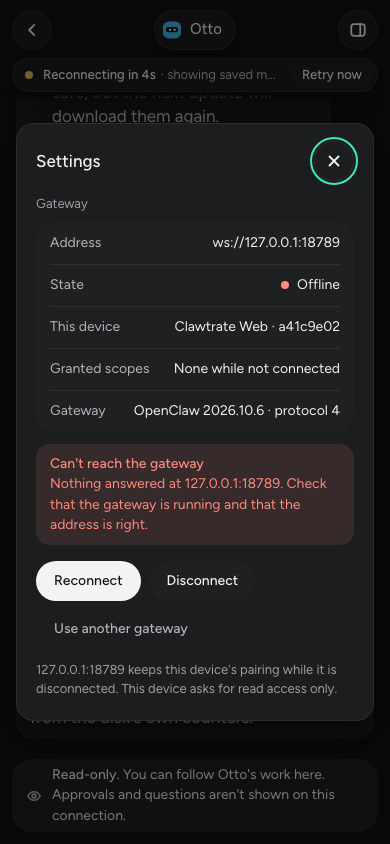 Otto
Reconnecting in 4s · showing saved m... Retry now
download them again.
Settings
Gateway
Address ws://127.0.0.1:18789
State Offline
This device Clawtrate Web · a41c9e02
Granted scopes None while not connected
Gateway OpenClaw 2026.10.6 · protocol 4
Can't reach the gateway
Nothing answered at 127.0.0.1:18789. Check
that the gateway is running and that the
address is right.
Reconnect Disconnect
Use another gateway
127.0.0.1:18789 keeps this device's pairing while it is
disconnected. This device asks for read access only.
from the disk's own counters.
Read-only. You can follow Otto's work here.
Approvals and questions aren't shown on this
connection.